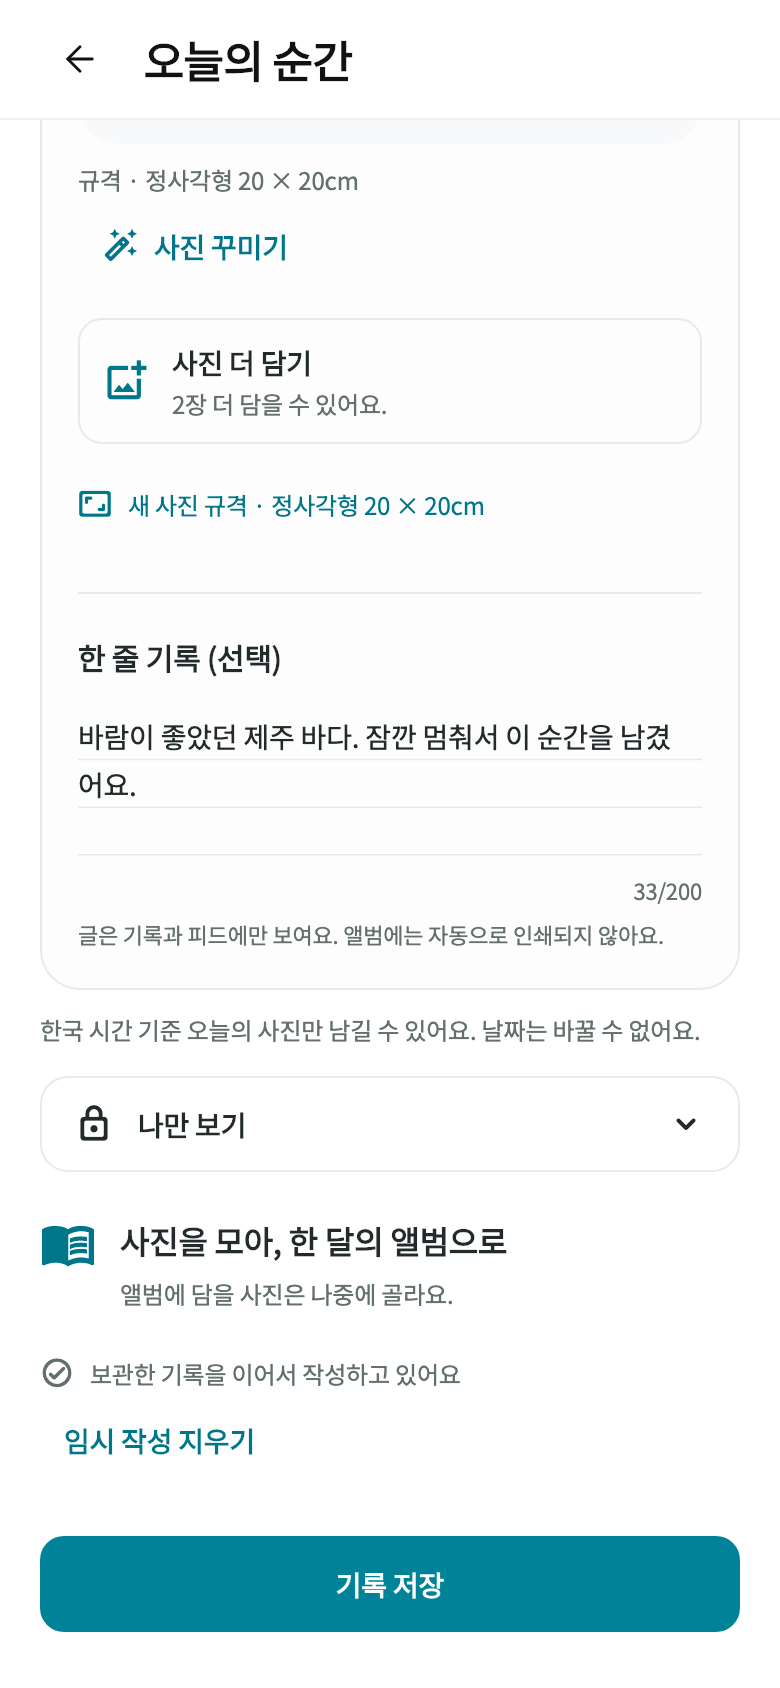 오늘의 순간
규격 · 정사각형 20 × 20cm
사진 꾸미기
사진 더 담기
2장 더 담을 수 있어요.
새 사진 규격 · 정사각형 20 × 20cm
한 줄 기록 (선택)
바람이 좋았던 제주 바다. 잠깐 멈춰서 이 순간을 남겼
어요.
33/200
글은 기록과 피드에만 보여요. 앨범에는 자동으로 인쇄되지 않아요.
한국 시간 기준 오늘의 사진만 남길 수 있어요. 날짜는 바꿀 수 없어요.
나만 보기
사진을 모아, 한 달의 앨범으로
앨범에 담을 사진은 나중에 골라요.
보관한 기록을 이어서 작성하고 있어요
임시 작성 지우기
기록 저장